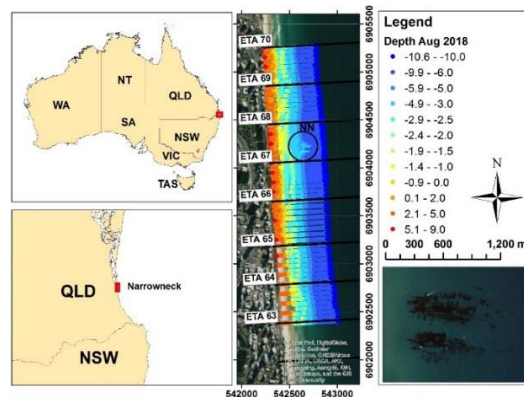 WA
NT
SA
QLD
NSW
VIC
TAS
QLD
Narrowneck
NSW
ETA 70
ETA 69
ETA 68
NN
ETA 67
ETA 66
ETA 65
ETA 64
ETA 63
542000 542500 543000
6905500
6905000
6904500
6904000
6903500
6903000
6902500
6902000
Legend
Depth Aug 2018
-10.6 - -10.0
-9.9 - -6.0
-5.9 - -5.0
-4.9 - -3.0
-2.9 - -2.5
-2.4 - -2.0
-1.9 - -1.5
-1.4 - -1.0
-0.9 - 0.0
0.1 - 2.0
2.1 - 5.0
5.1 - 9.0
N
0 300 600 1,200 m